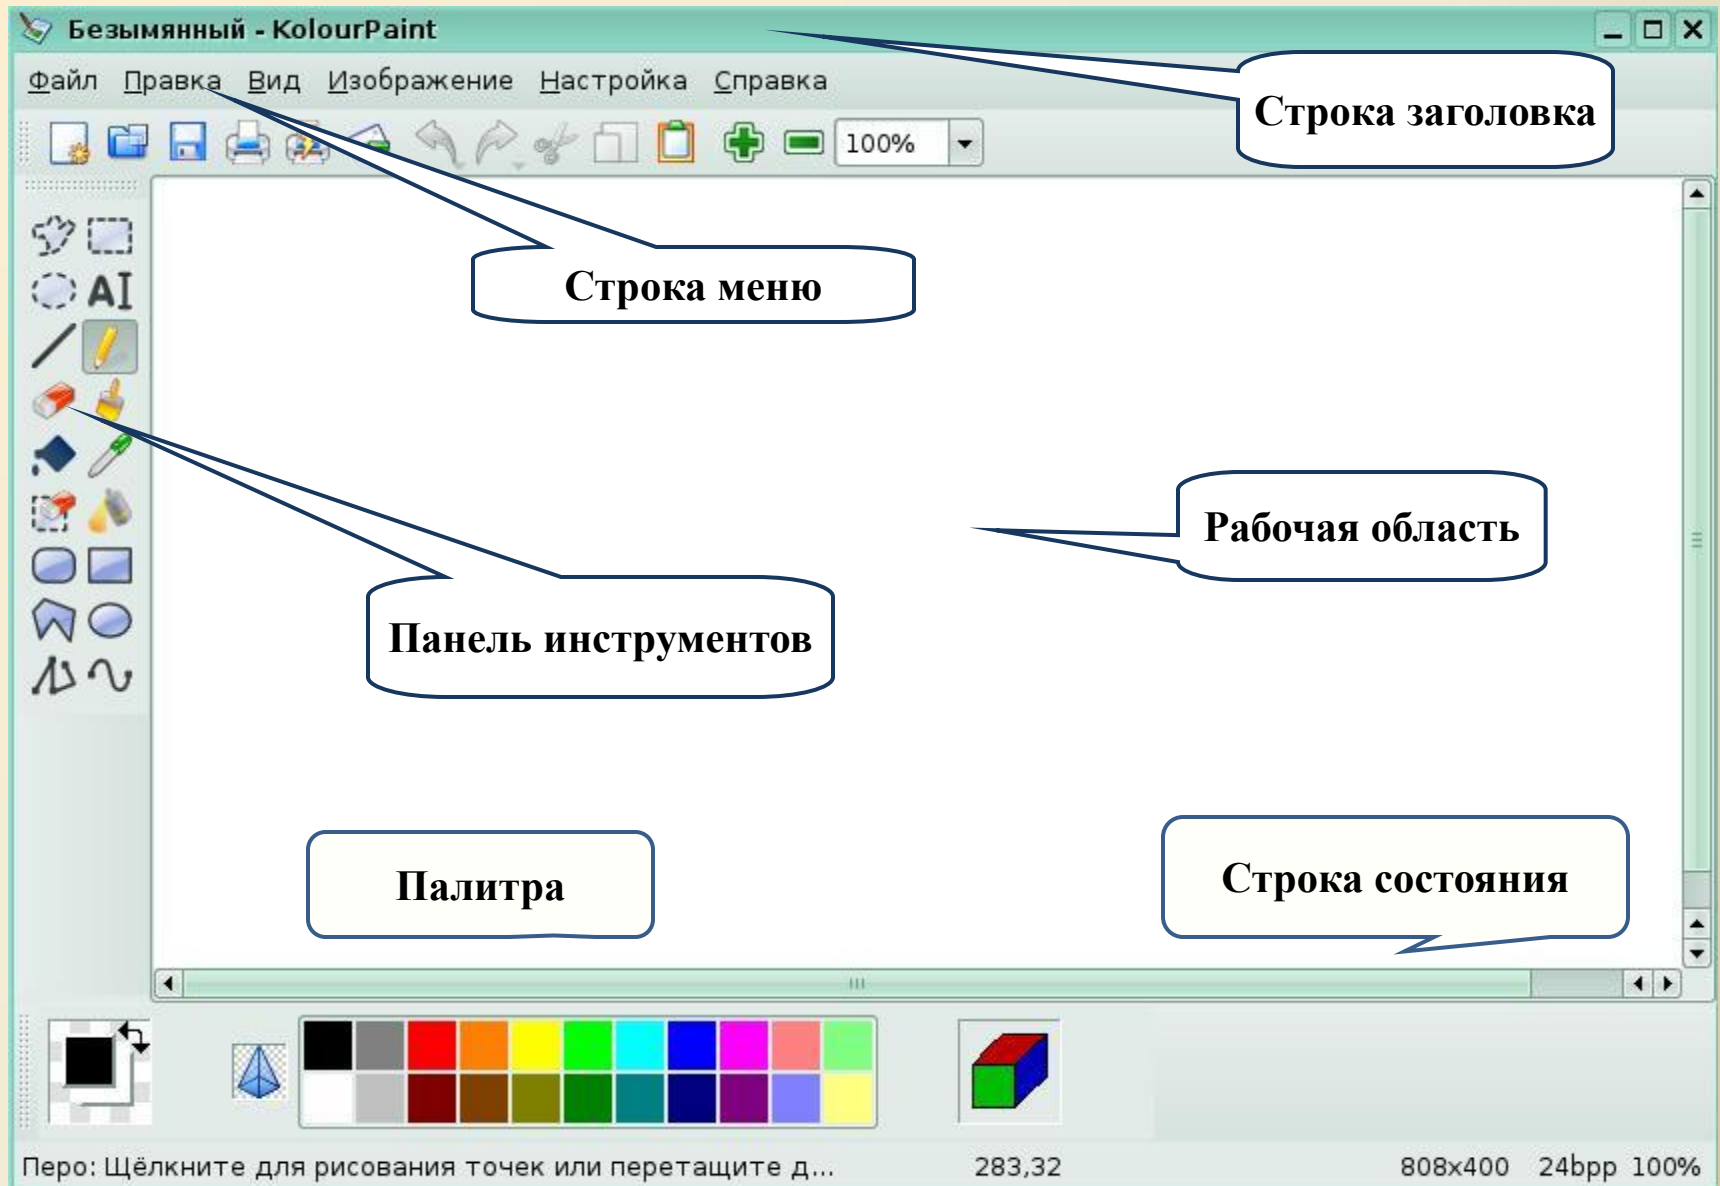 Безымянный - KolourPaint
Файл Правка Вид Изображение Настройка Справка
Строка заголовка
100%
Строка меню
AI
Рабочая область
Панель инструментов
Палитра
Строка состояния
Перо: Щёлкните для рисования точек или перетащите д... 283,32 808x400 24bpp 100%